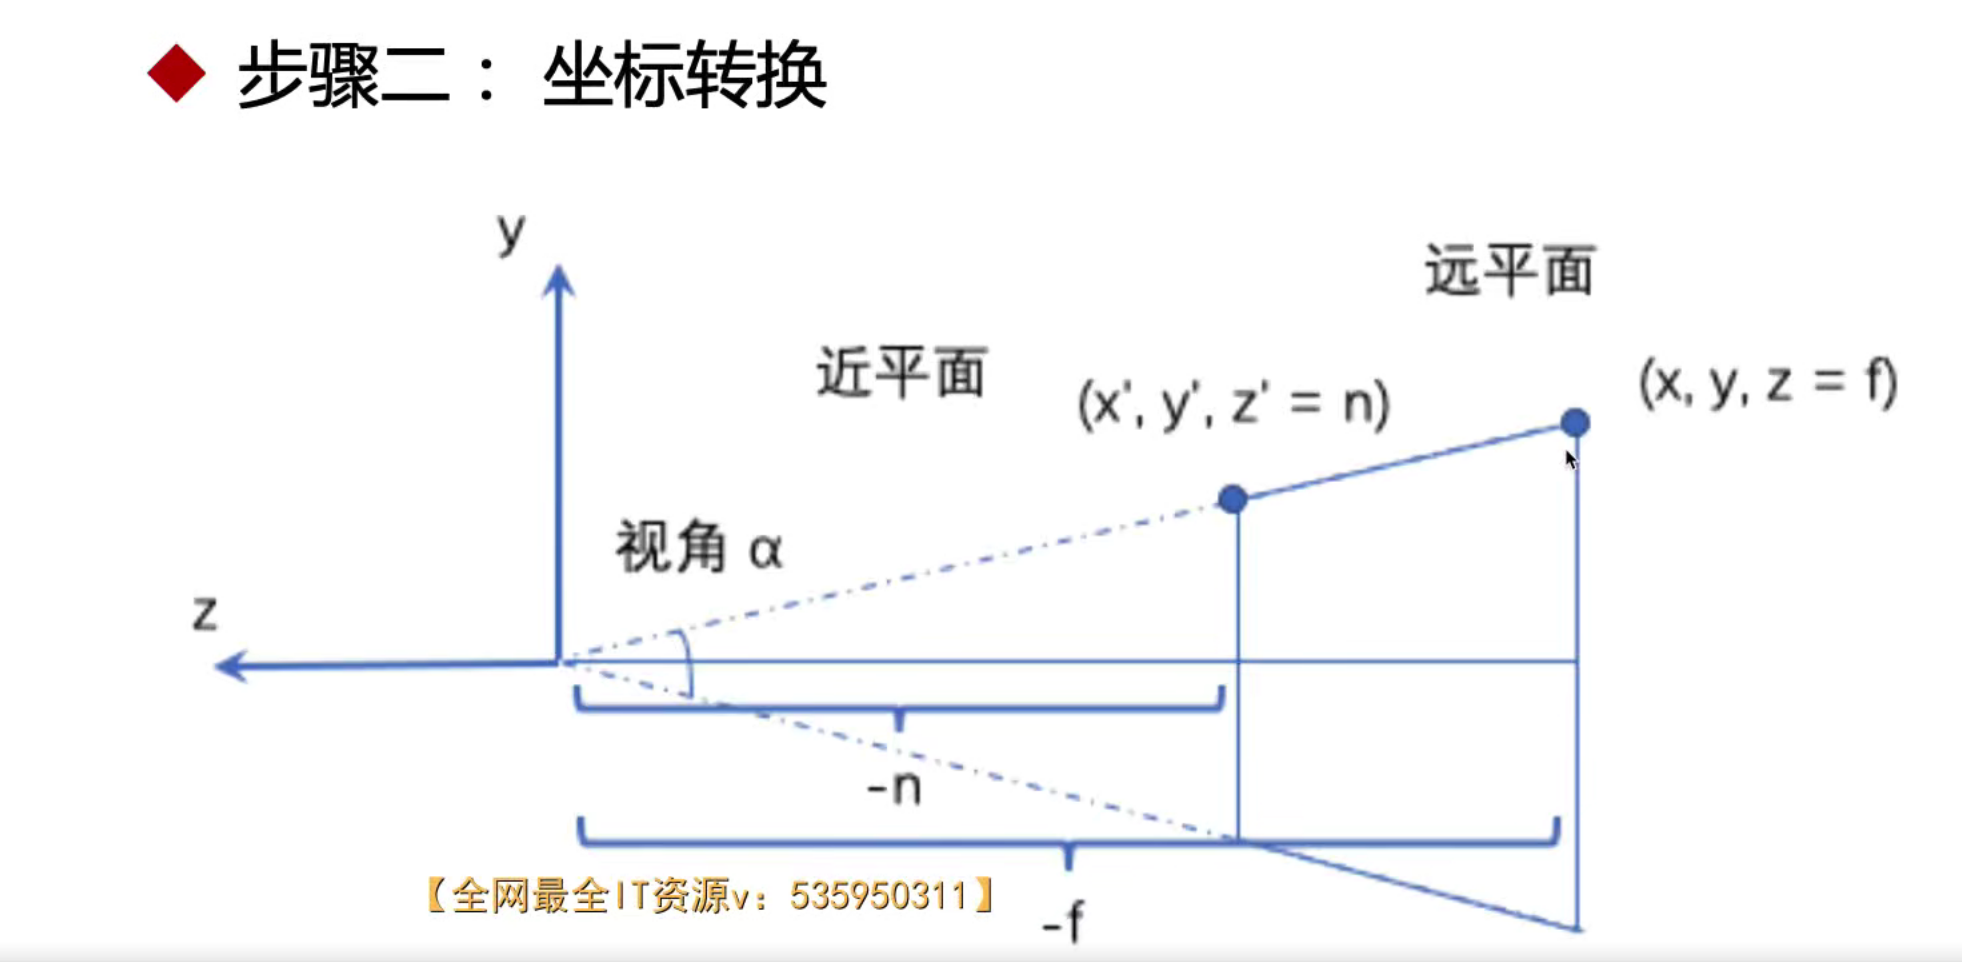 步骤二： 坐标转换
y
远平面
近平面
(x', y', z' = n)
(x, y, z = f)
视角 α
z
-n
【全网最全IT资源v：535950311】
-f